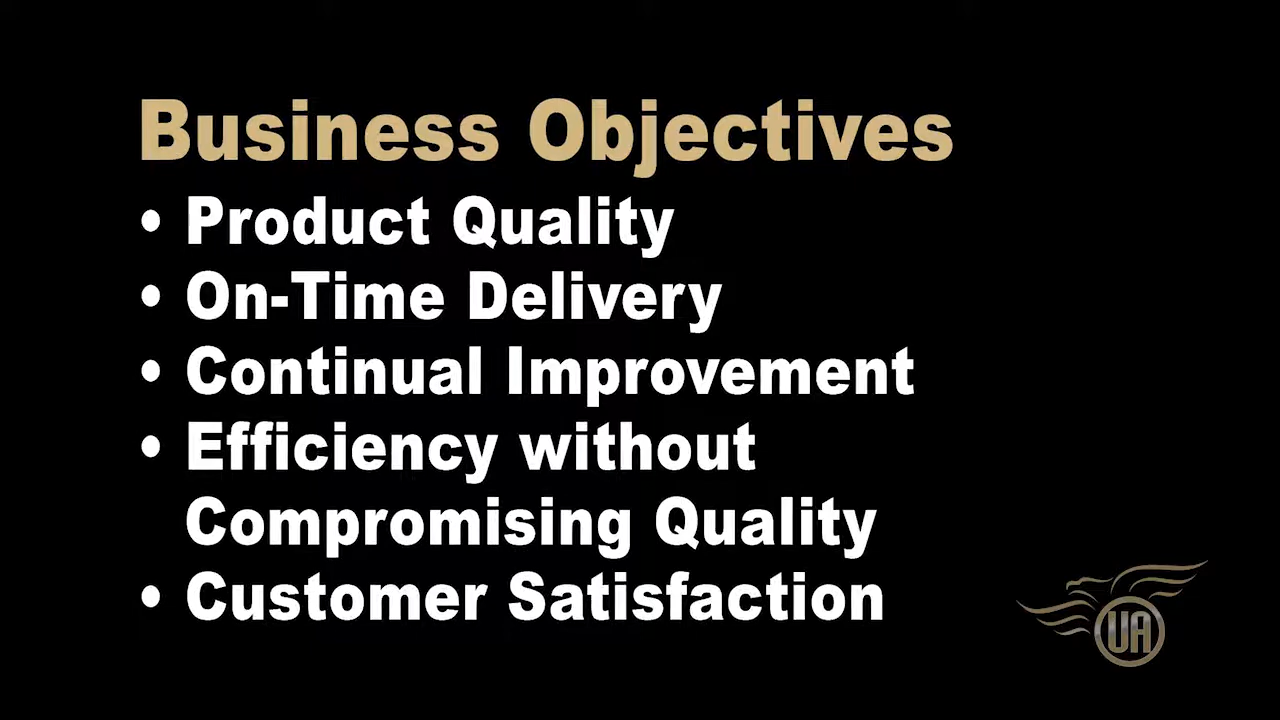 Business Objectives
• Product Quality
• On-Time Delivery
• Continual Improvement
• Efficiency without
Compromising Quality
• Customer Satisfaction
UA